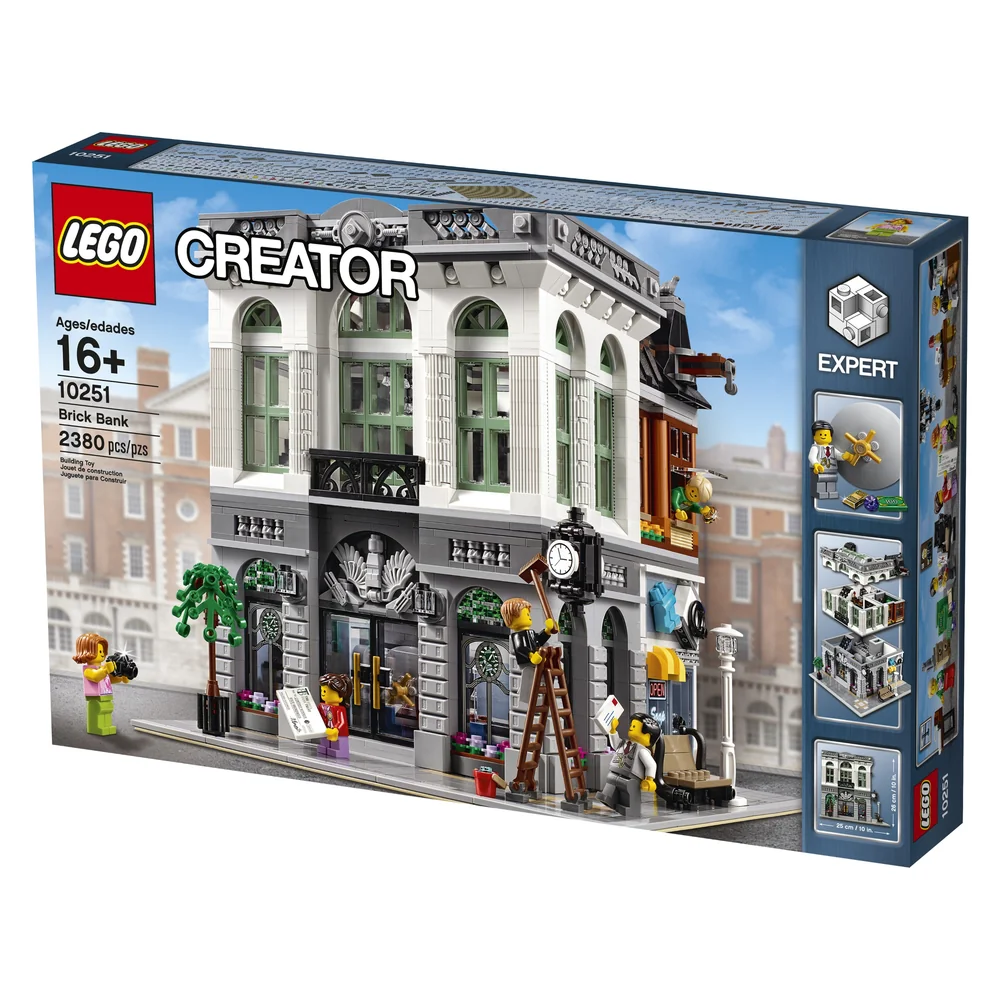 LEGO
10251
LEGO
CREATOR
Ages/edades
16+
10251
Brick Bank
2380 pcs/pzs
Building Toy
Jouet de construction
Juguete para Construir
EXPERT
OPEN
25 cm / 10 in.
28 cm / 10 in.
LEGO
10251